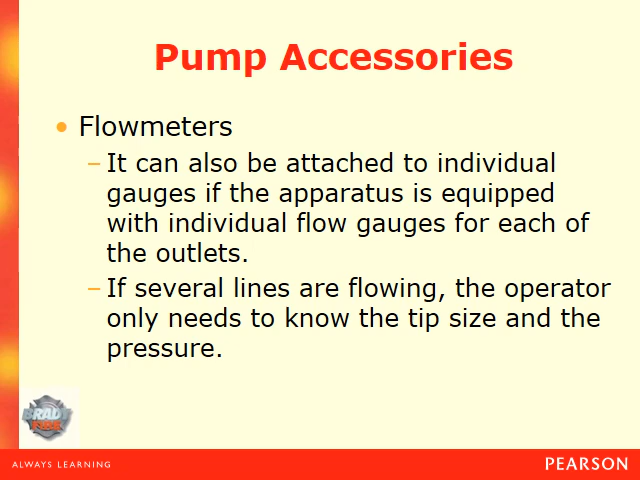 Pump Accessories
• Flowmeters
– It can also be attached to individual
gauges if the apparatus is equipped
with individual flow gauges for each of
the outlets.
– If several lines are flowing, the operator
only needs to know the tip size and the
pressure.
BRADY
FIRE
ALWAYS LEARNING
PEARSON